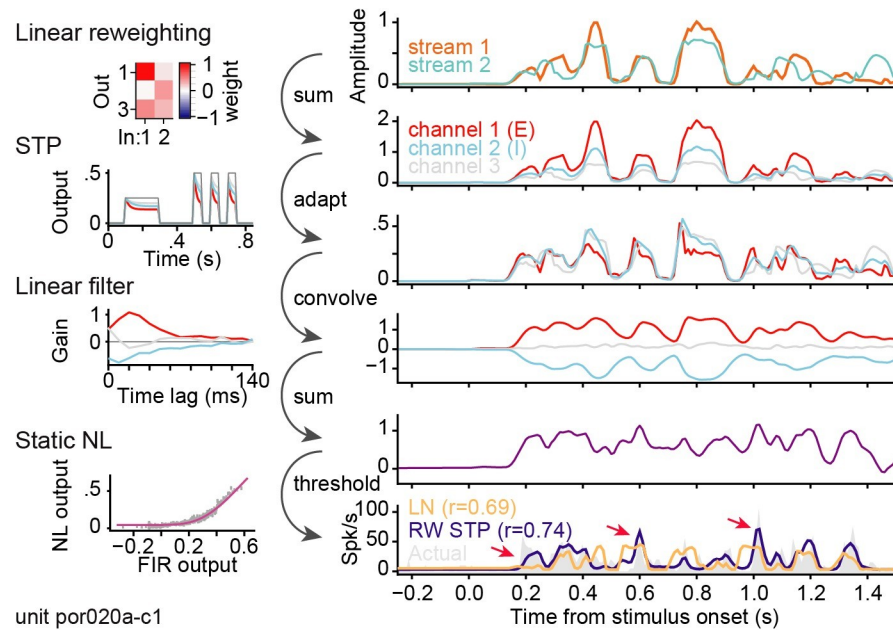 Linear reweighting
Out
1
3
In:1 2
1
0
−1
weight
STP
Output
.5
0
0 .4 .8
Time (s)
Linear filter
Gain
1
0
0 140
Time lag (ms)
Static NL
NL output
.5
0
−0.2 0.2 0.6
FIR output
unit por020a-c1
sum
adapt
convolve
sum
threshold
Amplitude
1
0
stream 1
stream 2
2
1
0
channel 1 (E)
channel 2 (I)
channel 3
.5
0
1
−1
1
0
Spk/s
100
50
0
LN (r=0.69)
RW STP (r=0.74)
Actual
−0.2 0.0 0.2 0.4 0.6 0.8 1.0 1.2 1.4
Time from stimulus onset (s)